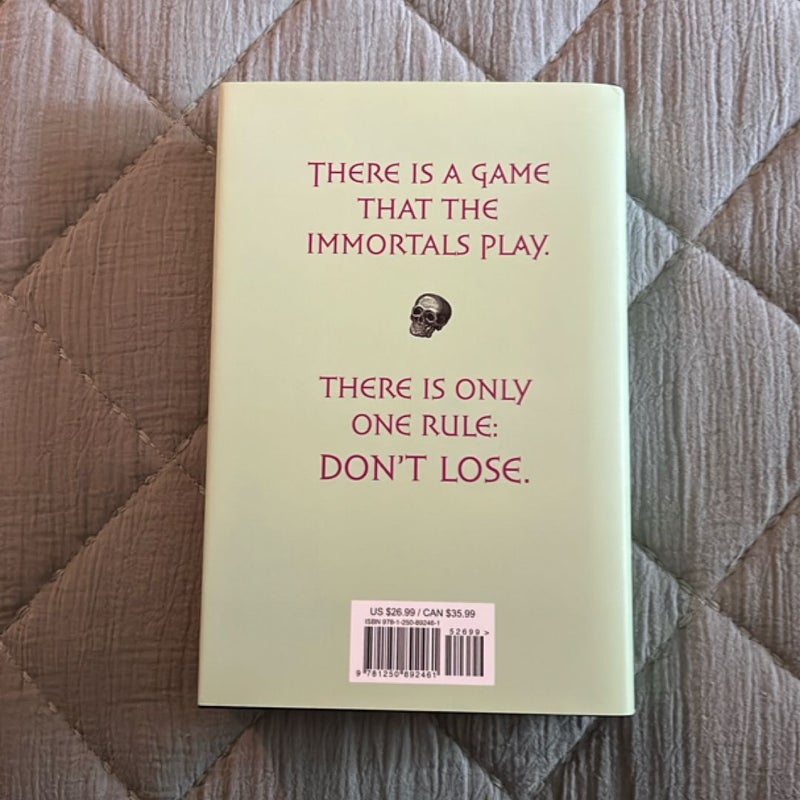 THERE IS A GAME
THAT THE
IMMORTALS PLAY.
THERE IS ONLY
ONE RULE:
DON'T LOSE.
US $26.99 / CAN $35.99
ISBN 978-1-250-89246-1
52699>
9 781250 892461